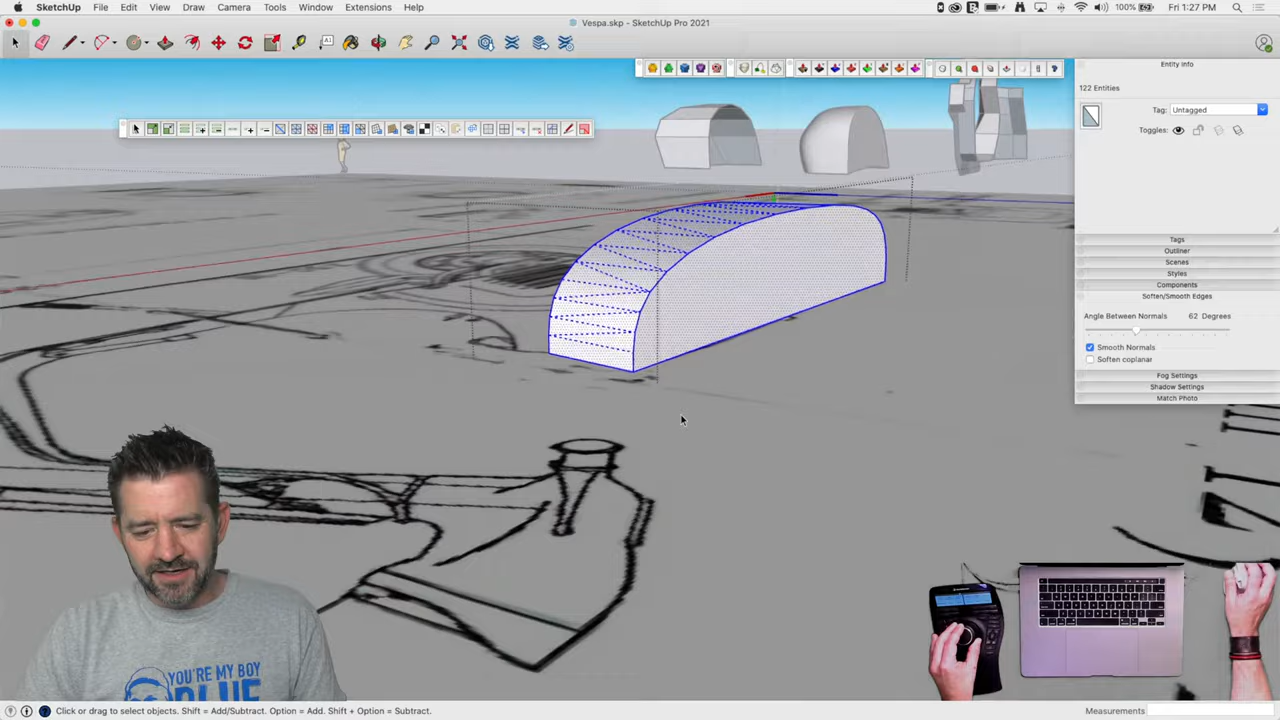 SketchUp File Edit View Draw Camera Tools Window Extensions Help
100% Fri 1:27 PM
Vespa.skp - SketchUp Pro 2021
Entity Info
122 Entities
Tag: Untagged
Toggles:
Tags
Outliner
Scenes
Styles
Components
Soften/Smooth Edges
Angle Between Normals 62 Degrees
Smooth Normals
Soften coplanar
Fog Settings
Shadow Settings
Match Photo
YOU'RE MY BOY
BLUE
Click or drag to select objects. Shift = Add/Subtract. Option = Add. Shift + Option = Subtract.
Measurements